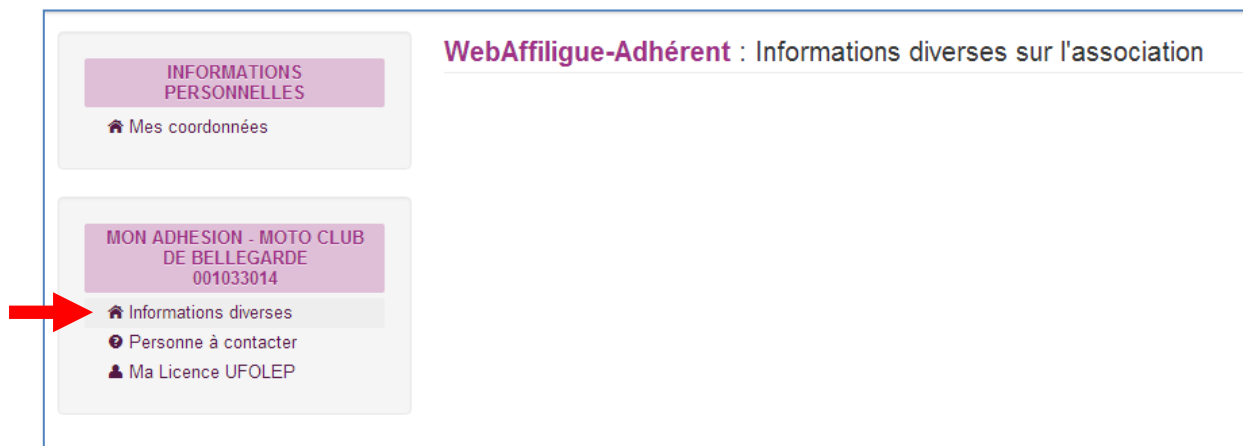 WebAffiligue-Adhérent : Informations diverses sur l'association
INFORMATIONS
PERSONNELLES
Mes coordonnées
MON ADHESION - MOTO CLUB
DE BELLEGARDE
001033014
Informations diverses
Personne à contacter
Ma Licence UFOLEP